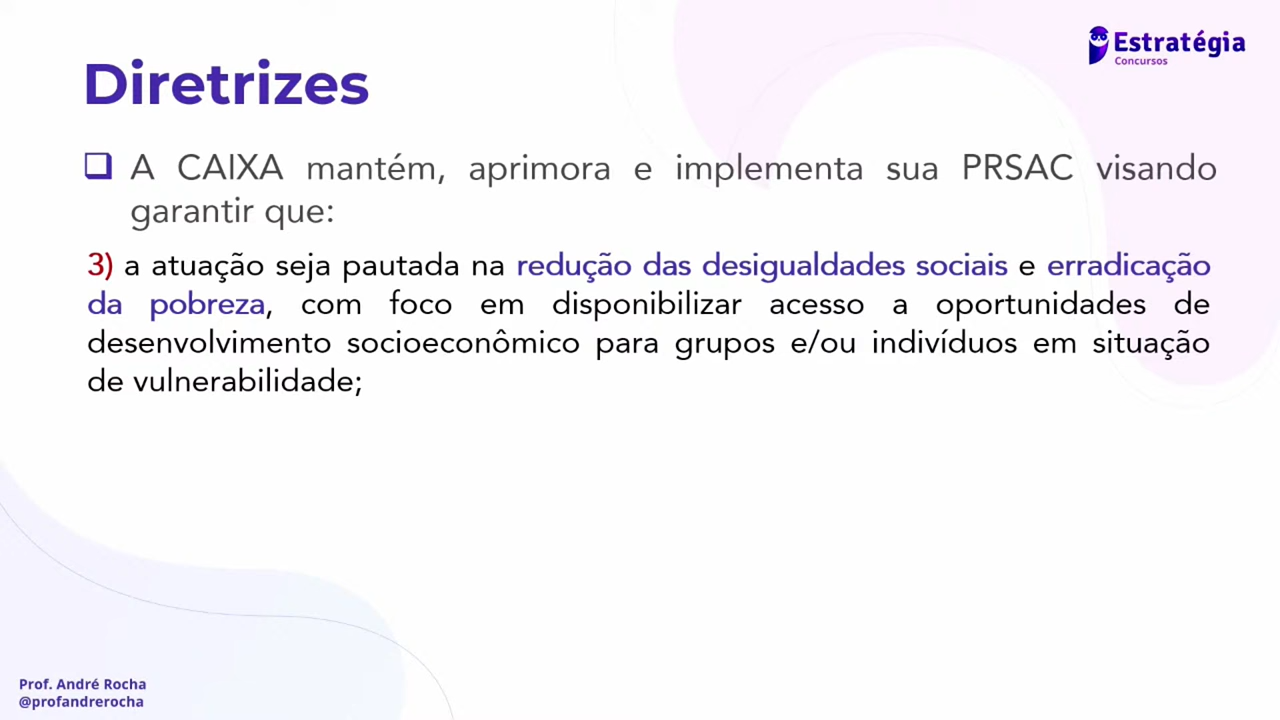 Estratégia
Concursos
Diretrizes
A CAIXA mantém, aprimora e implementa sua PRSAC visando
garantir que:
3) a atuação seja pautada na redução das desigualdades sociais e erradicação
da pobreza, com foco em disponibilizar acesso a oportunidades de
desenvolvimento socioeconômico para grupos e/ou indivíduos em situação
de vulnerabilidade;
Prof. André Rocha
@profandrerocha